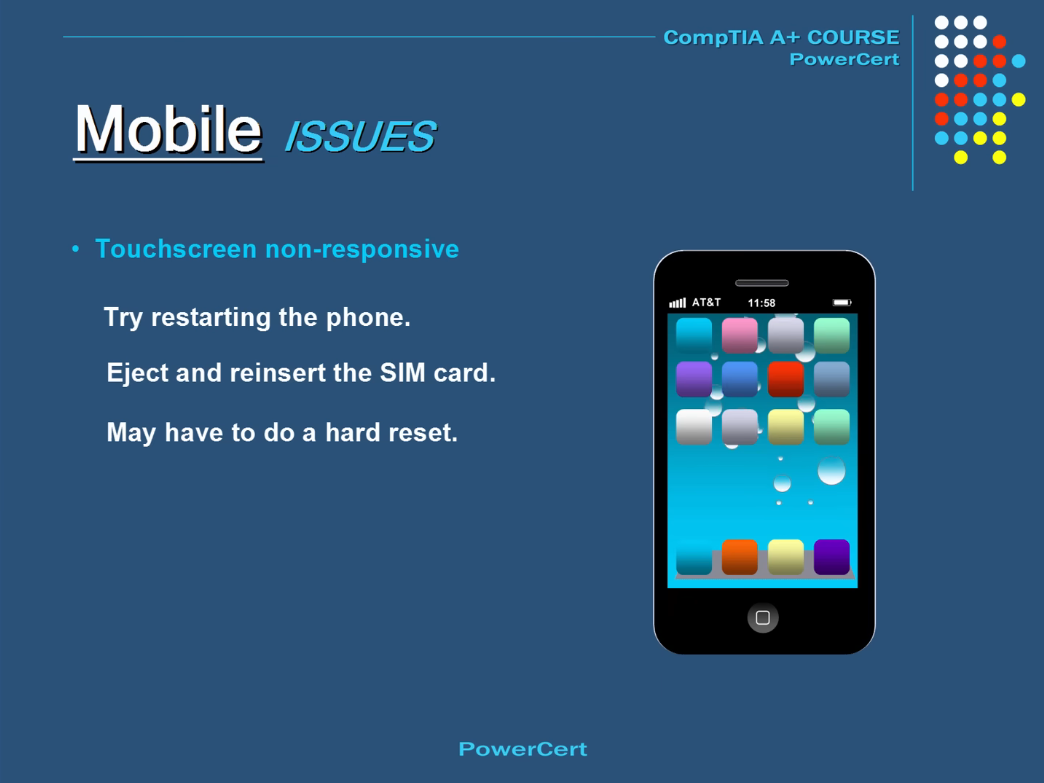 CompTIA A+ COURSE
PowerCert
Mobile ISSUES
• Touchscreen non-responsive
Try restarting the phone.
Eject and reinsert the SIM card.
May have to do a hard reset.
AT&T 11:58
PowerCert